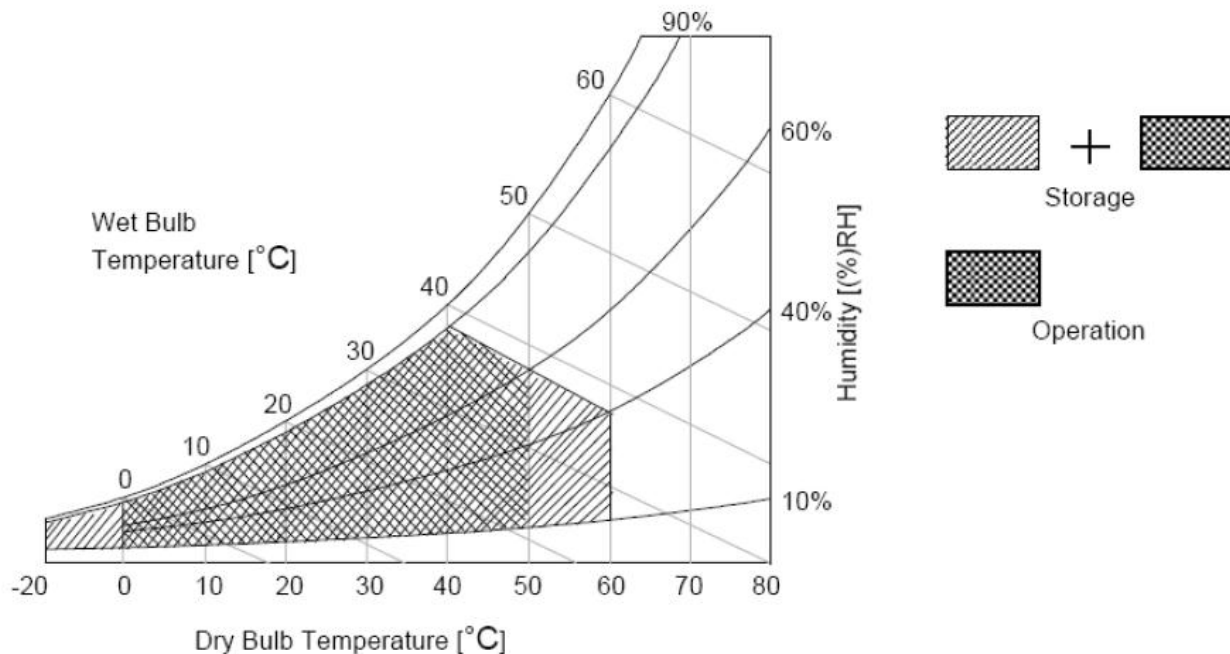 90%
60
60%
50
Wet Bulb
Temperature [°C]
40
30
20
10
0
Humidity [(%)RH]
40%
10%
-20 0 10 20 30 40 50 60 70 80
Dry Bulb Temperature [°C]
+
Storage
Operation